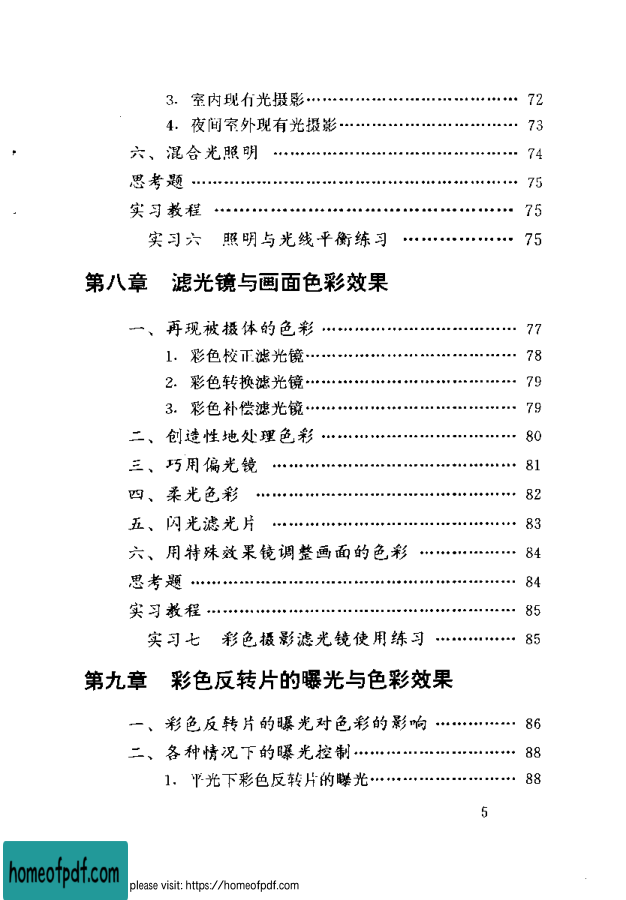 3. 室内现有光摄影………………………………… 72
4. 夜间室外现有光摄影…………………………… 73
六、混合光照明 ……………………………………… 74
思考题 …………………………………………………… 75
实习教程 ………………………………………………… 75
实习六 照明与光线平衡练习 ………………… 75
第八章 滤光镜与画面色彩效果
一、再现被摄体的色彩 ……………………………… 77
1. 彩色校正滤光镜………………………………… 78
2. 彩色转换滤光镜………………………………… 79
3. 彩色补偿滤光镜………………………………… 79
二、创造性地处理色彩 ……………………………… 80
三、巧用偏光镜 ……………………………………… 81
四、柔光色彩 ………………………………………… 82
五、闪光滤光片 ……………………………………… 83
六、用特殊效果镜调整画面的色彩 ……………… 84
思考题 …………………………………………………… 84
实习教程 ………………………………………………… 85
实习七 彩色摄影滤光镜使用练习 …………… 85
第九章 彩色反转片的曝光与色彩效果
一、彩色反转片的曝光对色彩的影响 …………… 86
二、各种情况下的曝光控制………………………… 88
1. 平光下彩色反转片的曝光……………………… 88
5
homeofpdf.com
please visit: https://homeofpdf.com